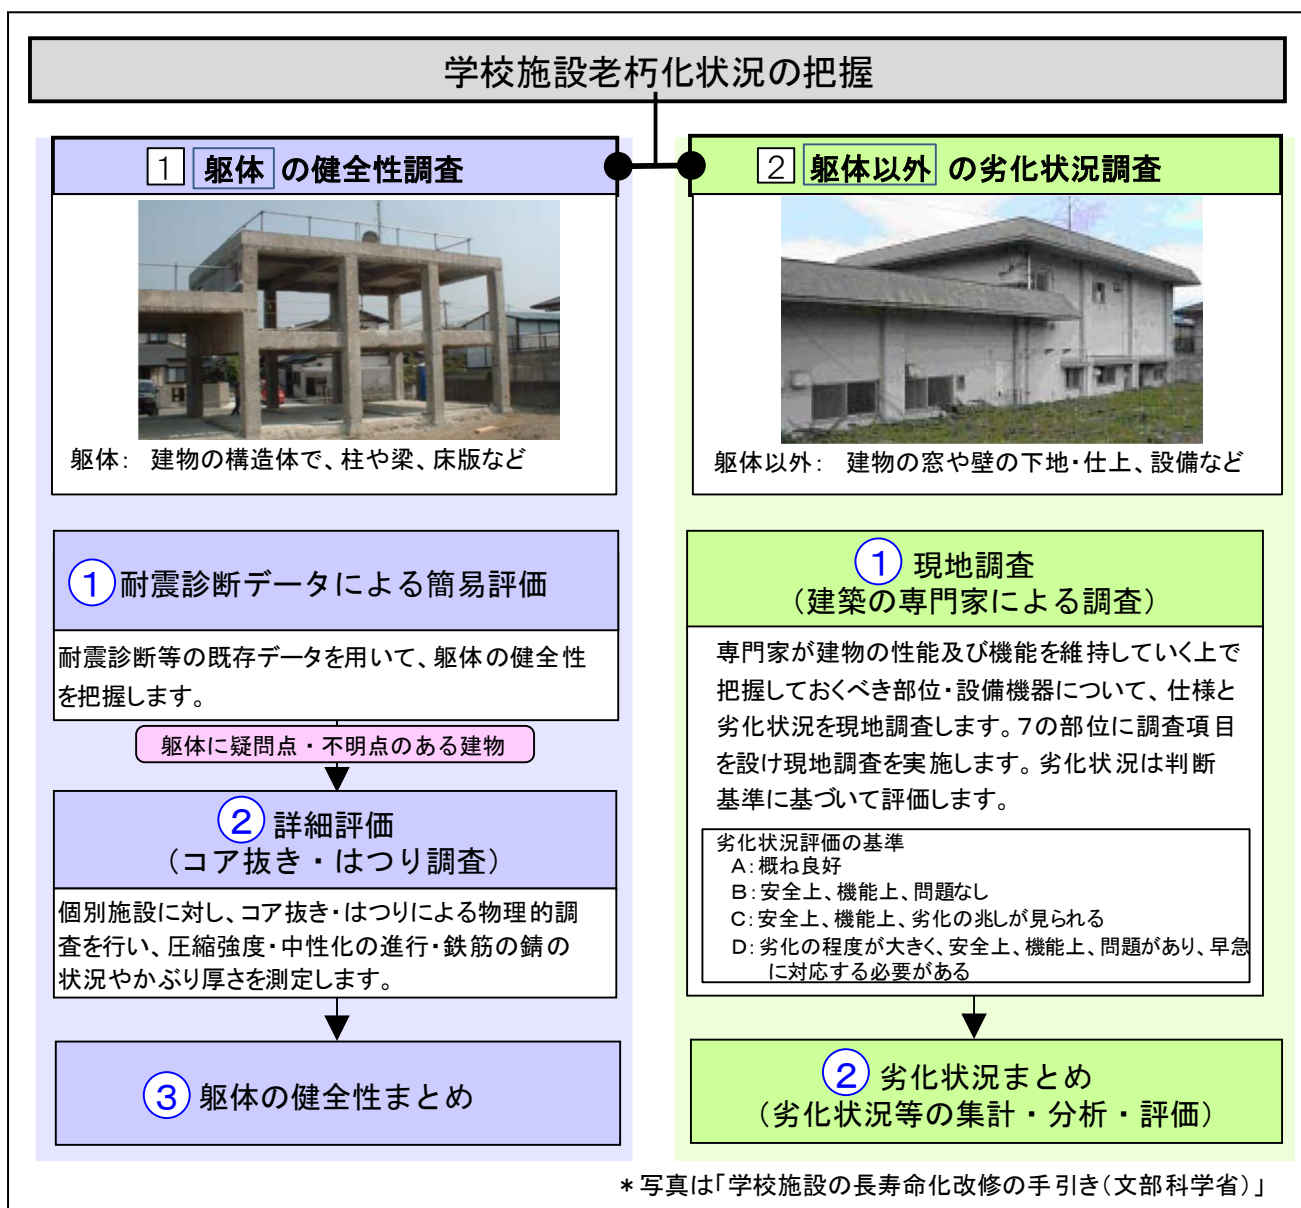 学校施設老朽化状況の把握
1 躯体 の健全性調査
躯体： 建物の構造体で、柱や梁、床版など
① 耐震診断データによる簡易評価
耐震診断等の既存データを用いて、躯体の健全性
を把握します。
躯体に疑問点・不明点のある建物
② 詳細評価
（コア抜き・はつり調査）
個別施設に対し、コア抜き・はつりによる物理的調
査を行い、圧縮強度・中性化の進行・鉄筋の錆の
状況やかぶり厚さを測定します。
③ 躯体の健全性まとめ
2 躯体以外 の劣化状況調査
躯体以外： 建物の窓や壁の下地・仕上、設備など
① 現地調査
（建築の専門家による調査）
専門家が建物の性能及び機能を維持していく上で
把握しておくべき部位・設備機器について、仕様と
劣化状況を現地調査します。７の部位に調査項目
を設け現地調査を実施します。劣化状況は判断
基準に基づいて評価します。
劣化状況評価の基準
Ａ：概ね良好
Ｂ：安全上、機能上、問題なし
Ｃ：安全上、機能上、劣化の兆しが見られる
Ｄ：劣化の程度が大きく、安全上、機能上、問題があり、早急
に対応する必要がある
② 劣化状況まとめ
（劣化状況等の集計・分析・評価）
＊写真は「学校施設の長寿命化改修の手引き（文部科学省）」